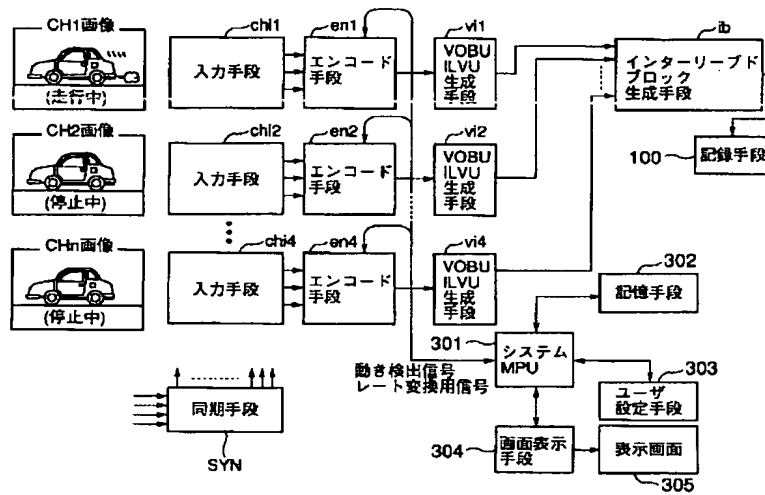 CH1画像
(走行中)
chi1
入力手段
en1
エンコード
手段
vi1
VOBU
ILVU
生成
手段
ib
インターリーブド
ブロック
生成手段
100
記録手段
CH2画像
(停止中)
chi2
入力手段
en2
エンコード
手段
vi2
VOBU
ILVU
生成
手段
CHn画像
(停止中)
chi4
入力手段
en4
エンコード
手段
vi4
VOBU
ILVU
生成
手段
302
記憶手段
301
システム
MPU
動き検出信号
レート変換用信号
303
ユーザ
設定手段
同期手段
SYN
304
画面表示
手段
表示画面
305